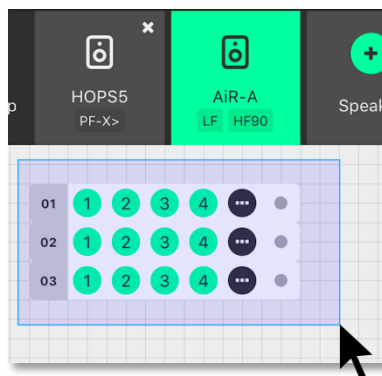 HOPS5 AiR-A
p Speak
PF-X> LF HF90
01 1 2 3 4
02 1 2 3 4
03 1 2 3 4